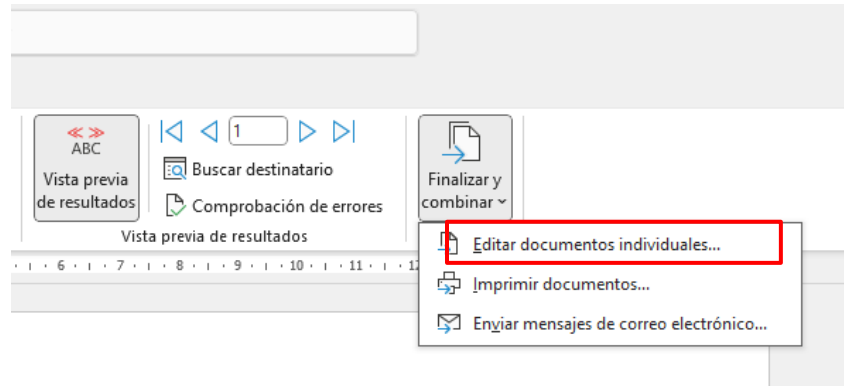 1
ABC
Vista previa
de resultados
Buscar destinatario
Comprobación de errores
Vista previa de resultados
Finalizar y
combinar
Editar documentos individuales...
Imprimir documentos...
Enviar mensajes de correo electrónico...
6 7 8 9 10 11 12